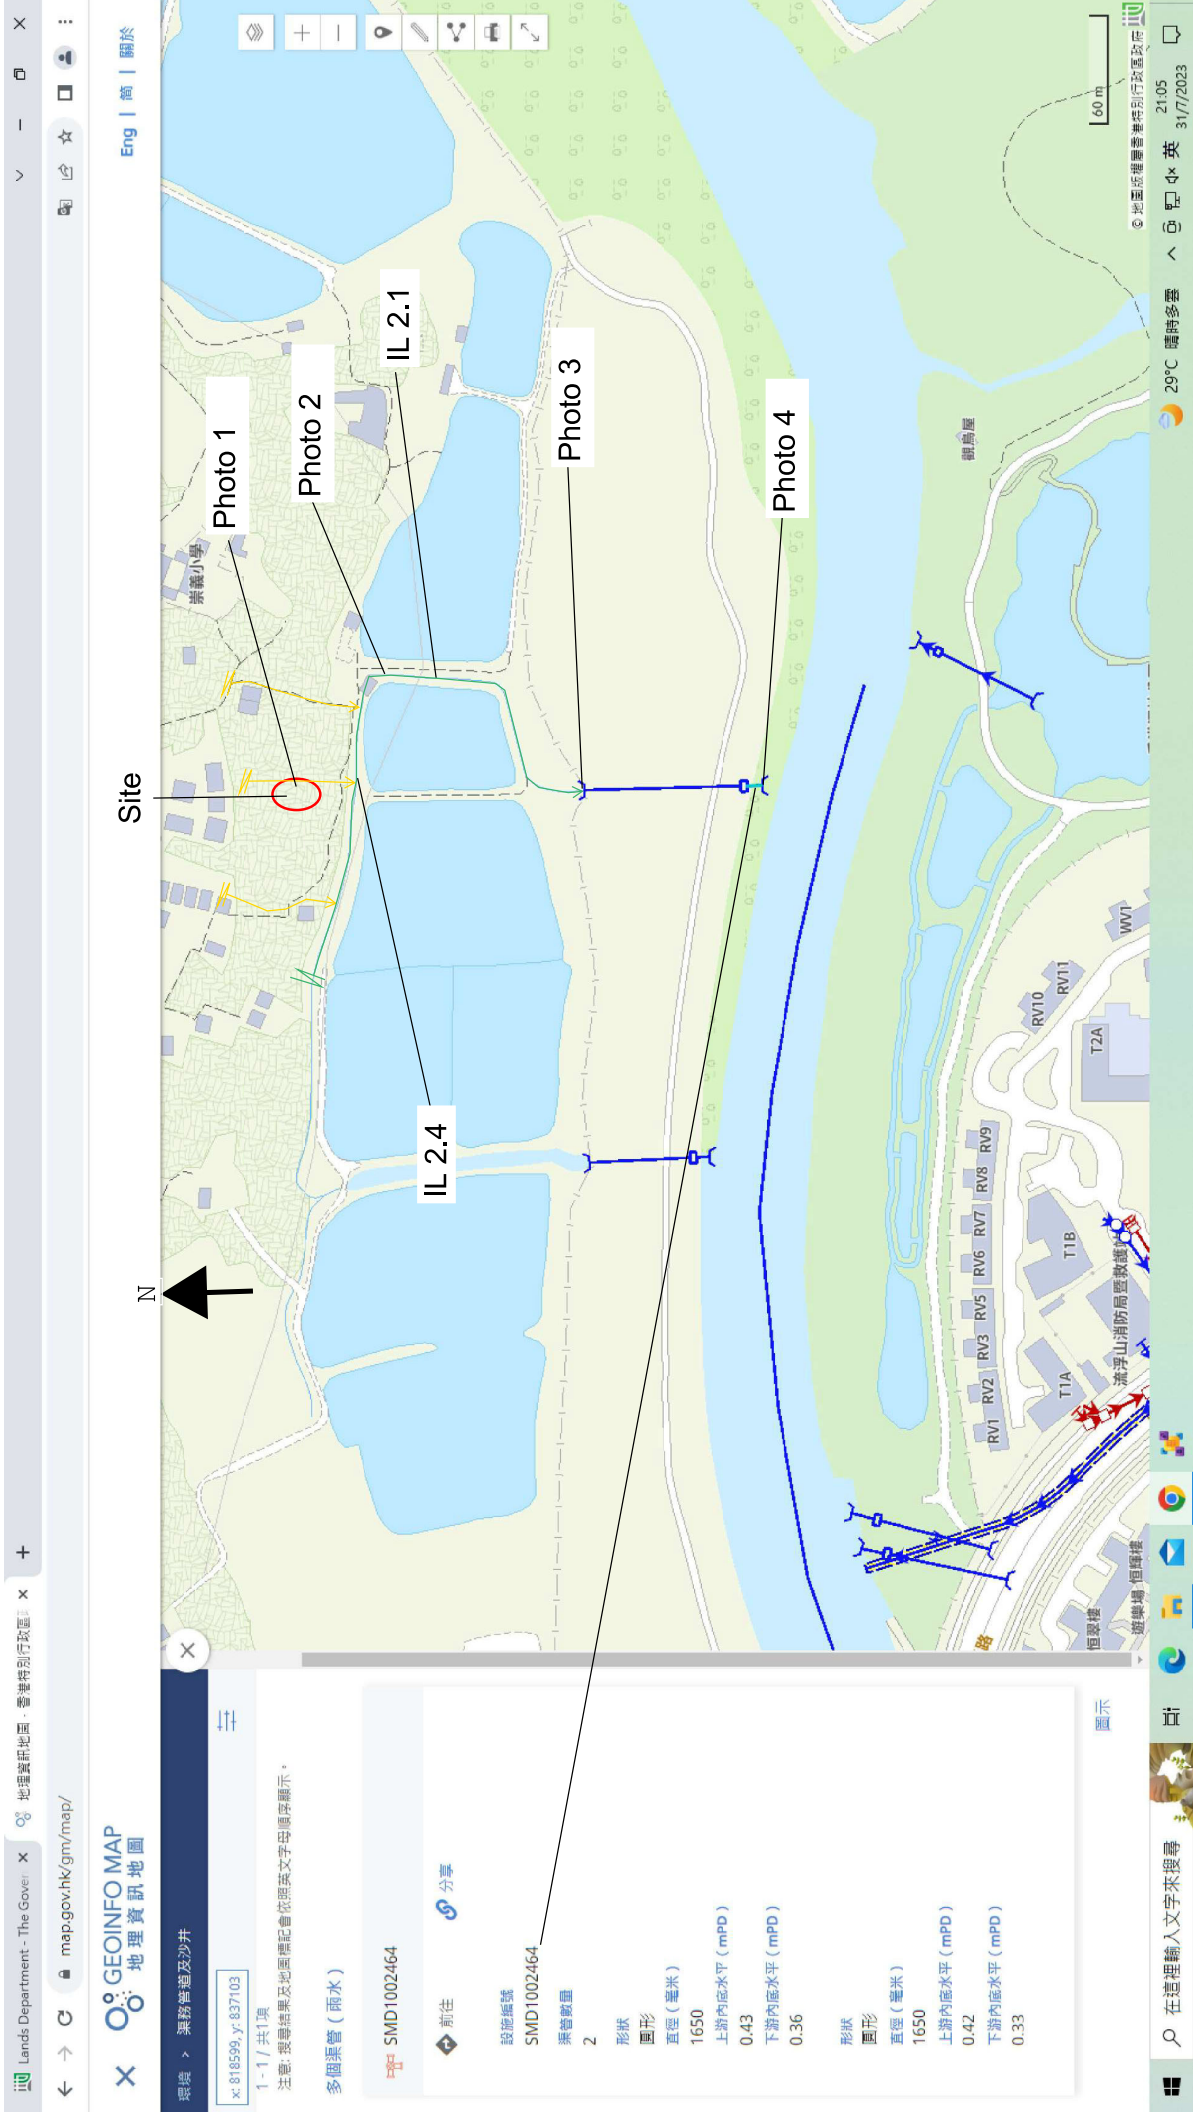 Lands Department - The Gover
地理資訊地圖 - 香港特別行政區
map.gov.hk/gm/map/
GEOINFO MAP
地理資訊地圖
Eng | 简 | 關於
環境 > 渠務管道及沙井
x: 818599, y: 837103
1 - 1 / 共1項
注意: 搜尋結果及地圖標記會依照英文字母順序顯示。
多個渠管（雨水）
SMD1002464
前往
分享
設施編號
SMD1002464
渠管數量
2
形狀
圓形
直徑（毫米）
1650
上游內底水平（mPD）
0.43
下游內底水平（mPD）
0.36
形狀
圓形
直徑（毫米）
1650
上游內底水平（mPD）
0.42
下游內底水平（mPD）
0.33
圖示
N
Site
Photo 1
Photo 2
IL 2.1
Photo 3
Photo 4
IL 2.4
崇義小學
觀鳥屋
RV1
RV2
RV3
RV5
RV6
RV7
RV8
RV9
RV10
RV11
WV1
T1A
T1B
T2A
流浮山消防局暨救護站
恒翠樓
遊樂場
恒輝樓
路
60 m
© 地圖版權屬香港特別行政區政府
在這裡輸入文字來搜尋
29°C 晴時多雲
英
21:05
31/7/2023